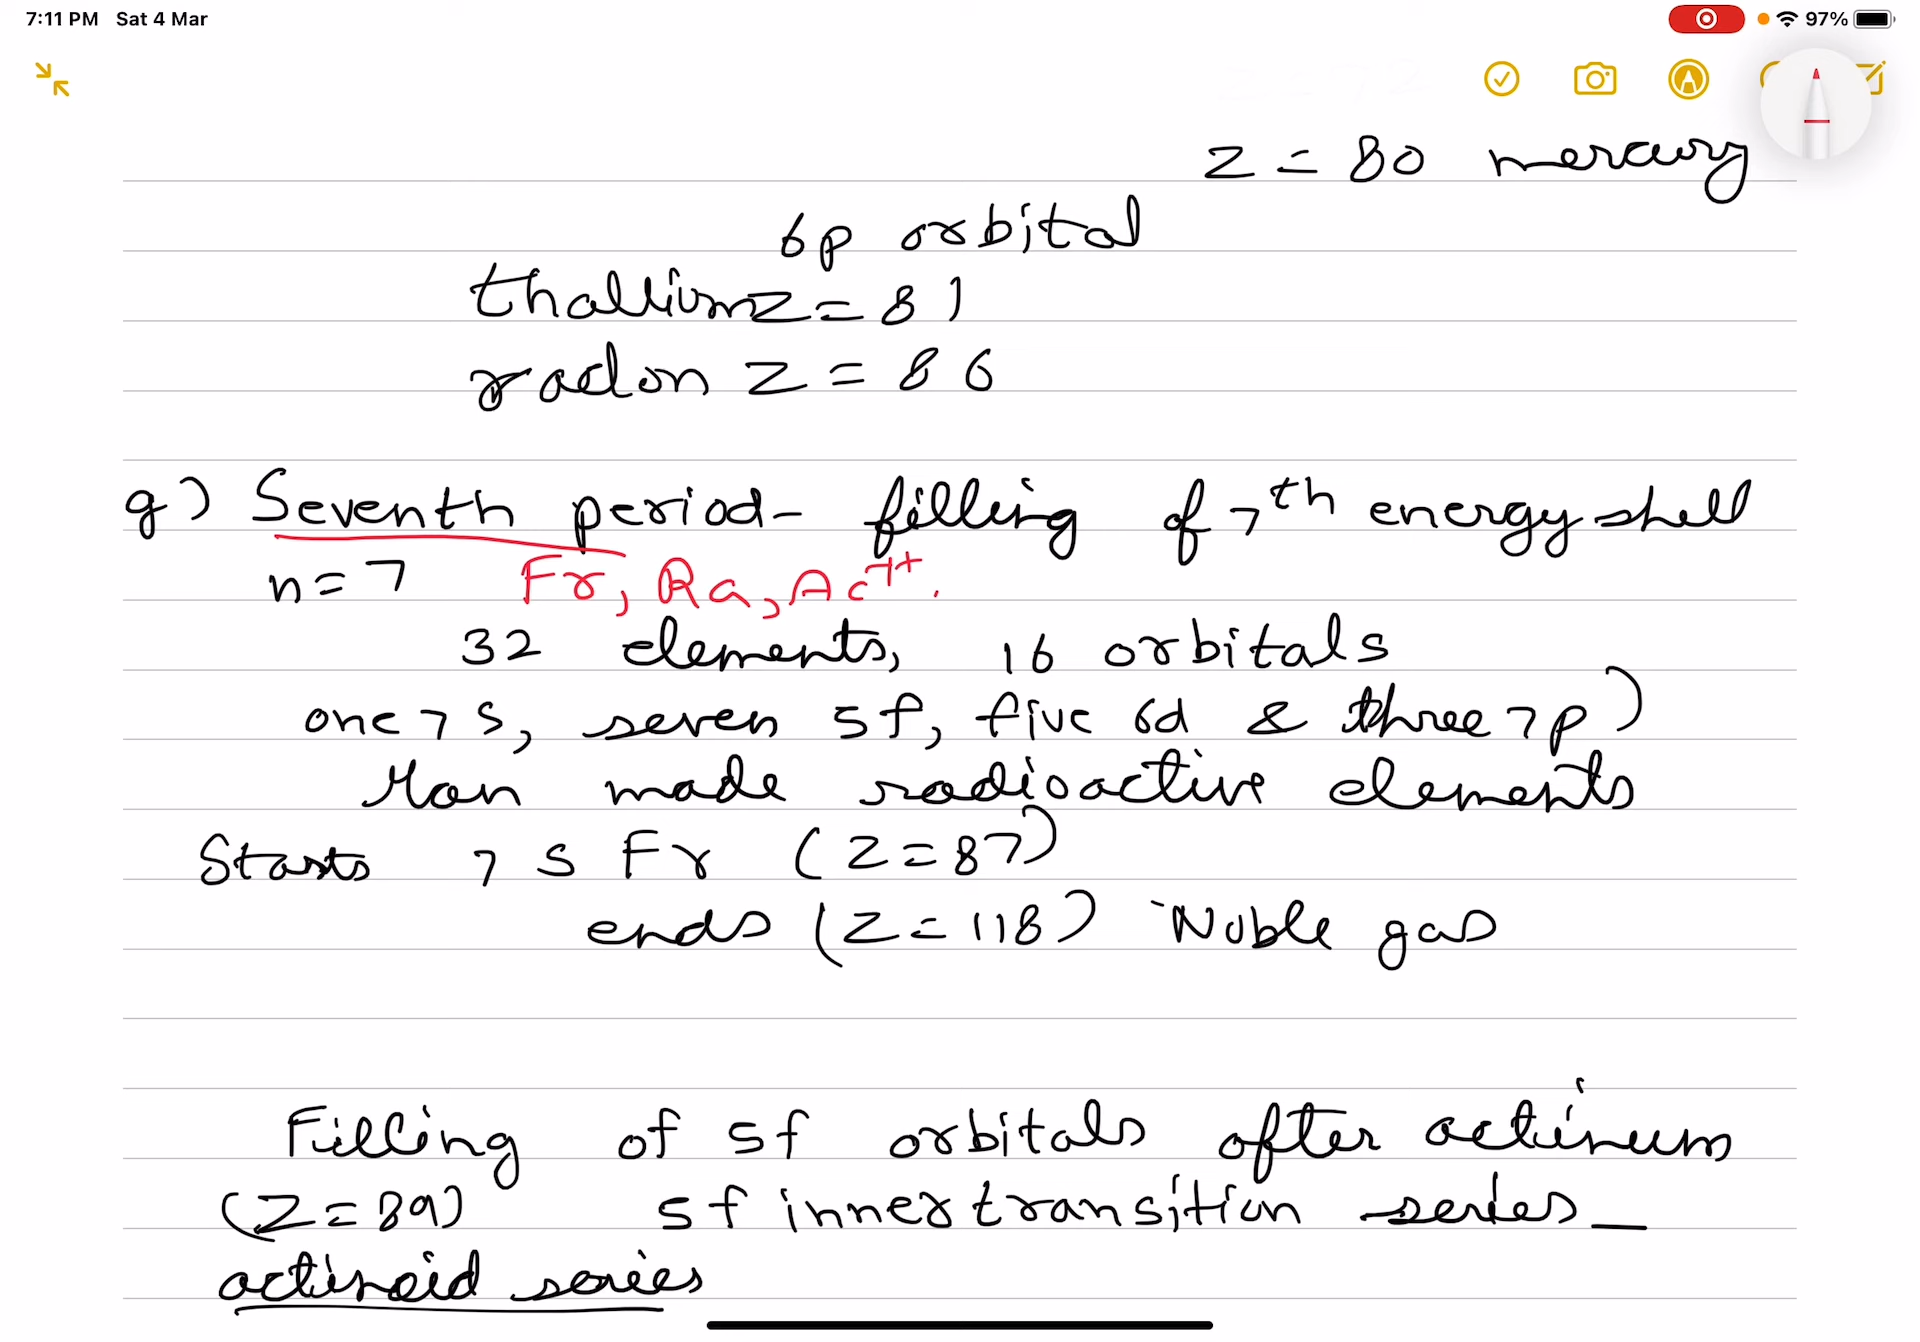 7:11 PM Sat 4 Mar
97%
z = 80 mercury
6p orbital
thallium z = 81
radon z = 86
g) Seventh period - filling of 7th energy shell
n = 7 Fr, Ra, Ac++.
32 elements, 16 orbitals
one 7s, seven 5f, five 6d & three 7p)
Man made radioactive elements
Starts 7s Fr (Z=87)
ends (Z=118) Noble gas
Filling of 5f orbitals after actinium
(Z=89) 5f inner transition series -
actinoid series